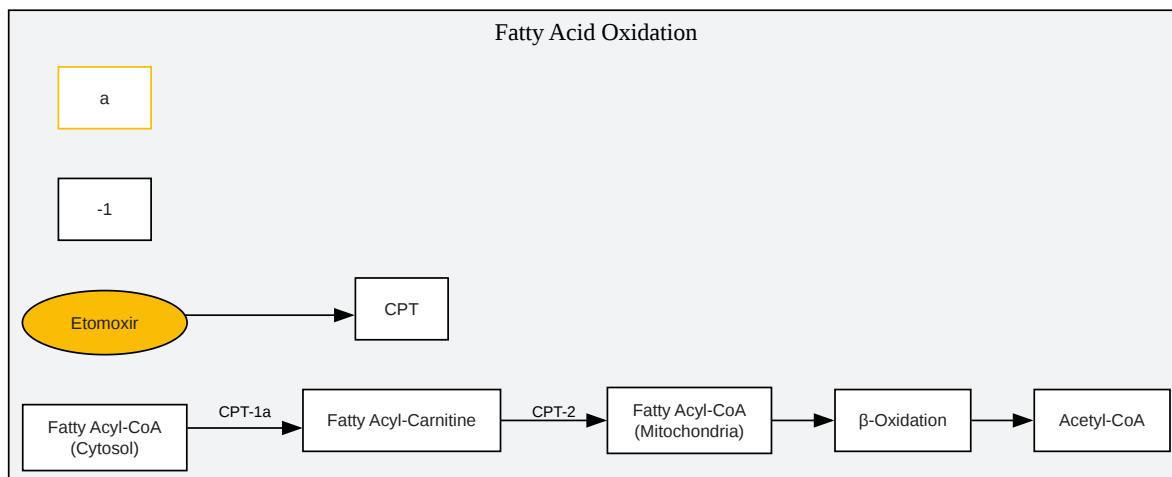 Fatty Acid Oxidation
a
-1
Etomoxir
CPT
Fatty Acyl-CoA
(Cytosol)
CPT-1a
Fatty Acyl-Carnitine
CPT-2
Fatty Acyl-CoA
(Mitochondria)
β-Oxidation
Acetyl-CoA